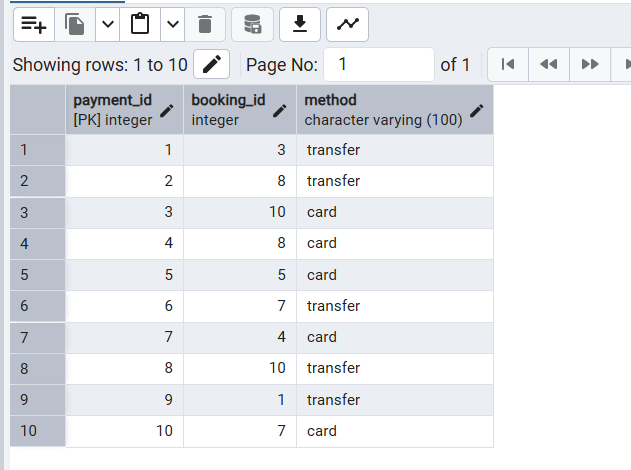 Showing rows: 1 to 10 Page No: 1 of 1
payment_id booking_id method
[PK] integer integer character varying (100)
1 1 3 transfer
2 2 8 transfer
3 3 10 card
4 4 8 card
5 5 5 card
6 6 7 transfer
7 7 4 card
8 8 10 transfer
9 9 1 transfer
10 10 7 card